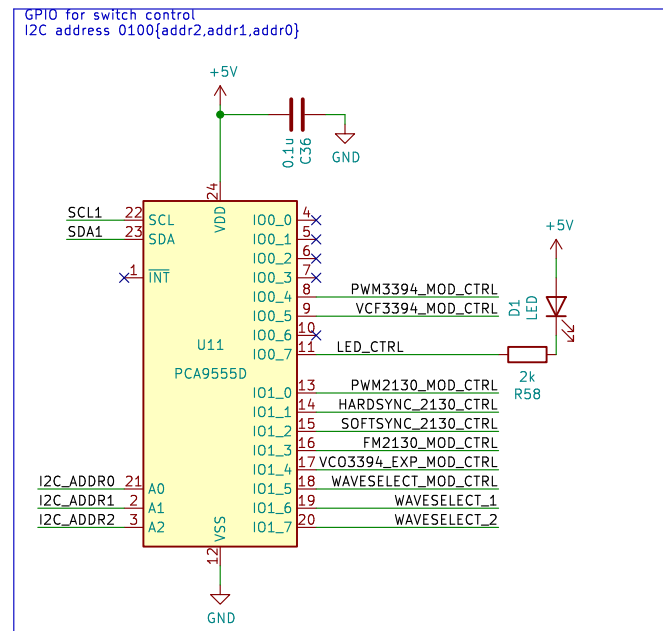 GPIO for switch control
I2C address 0100{addr2,addr1,addr0}
+5V
0.1u
C36
GND
24
VDD
SCL1
22
SCL
SDA1
23
SDA
1
INT
U11
PCA9555D
IO0_0
4
IO0_1
5
IO0_2
6
IO0_3
7
IO0_4
8
PWM3394_MOD_CTRL
IO0_5
9
VCF3394_MOD_CTRL
IO0_6
10
IO0_7
11
LED_CTRL
+5V
D1
LED
2k
R58
IO1_0
13
PWM2130_MOD_CTRL
IO1_1
14
HARDSYNC_2130_CTRL
IO1_2
15
SOFTSYNC_2130_CTRL
IO1_3
16
FM2130_MOD_CTRL
IO1_4
17
VCO3394_EXP_MOD_CTRL
IO1_5
18
WAVESELECT_MOD_CTRL
IO1_6
19
WAVESELECT_1
IO1_7
20
WAVESELECT_2
I2C_ADDR0
21
A0
I2C_ADDR1
2
A1
I2C_ADDR2
3
A2
VSS
12
GND